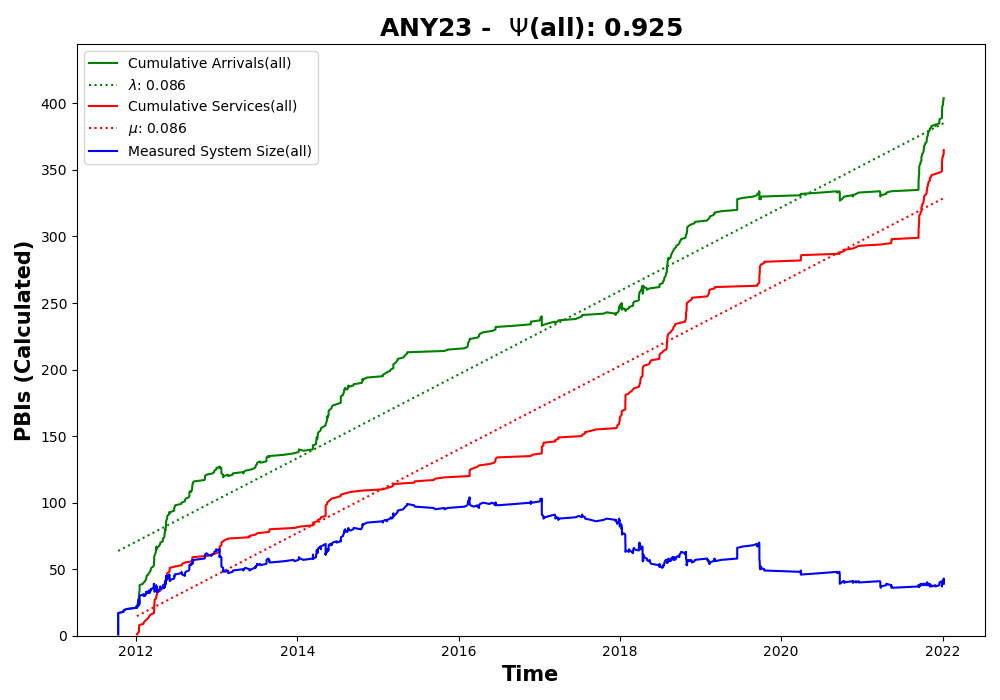 ANY23 - Ψ(all): 0.925
Cumulative Arrivals(all)
λ: 0.086
Cumulative Services(all)
μ: 0.086
Measured System Size(all)
PBIs (Calculated)
400
350
300
250
200
150
100
50
0
2012 2014 2016 2018 2020 2022
Time